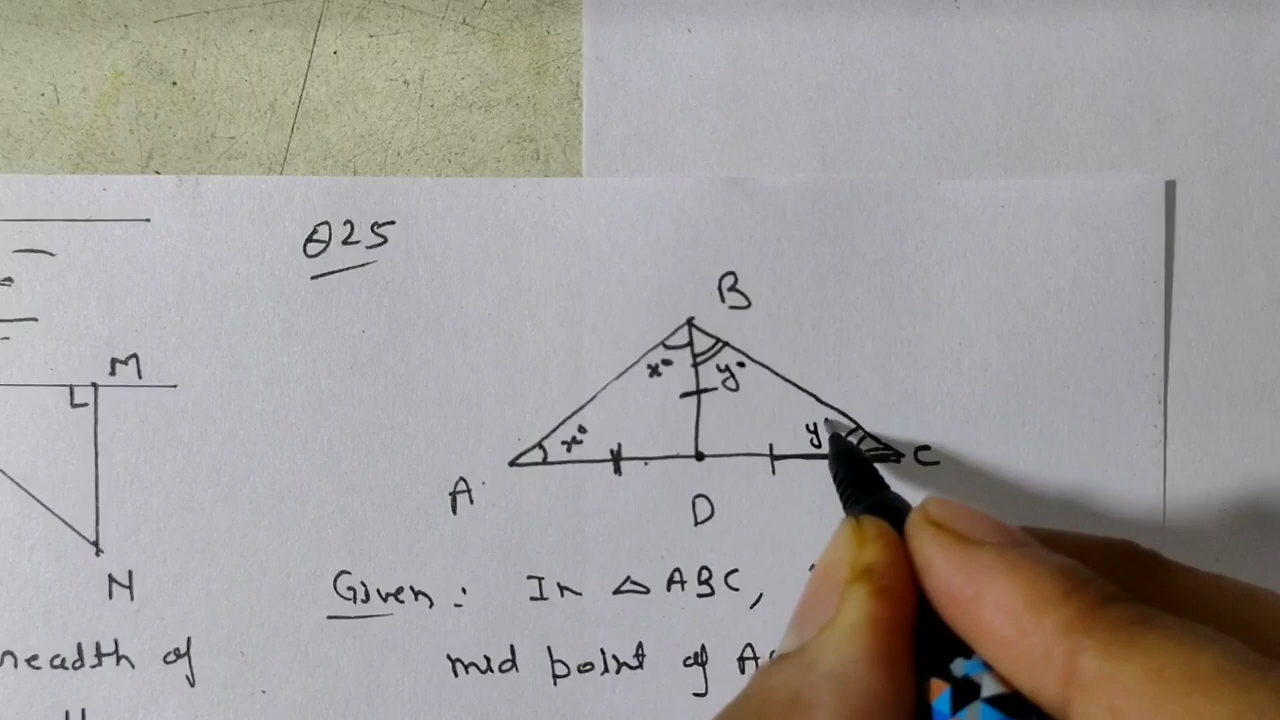 Q25
B
M
L
x° y°
x° y
A C
D
N
Given: In △ABC,
neadth of
mid point of A